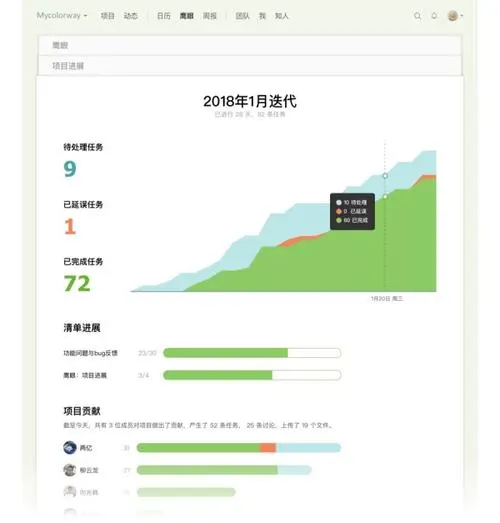 Mycolorway 项目 动态 日历 鹰眼 周报 团队 我 知人
鹰眼
项目进展
2018年1月迭代
已进行 28 天，82 条任务
待处理任务
9
已延误任务
1
已完成任务
72
10 待处理
0 已延误
60 已完成
1月20日 周三
清单进展
功能问题与bug反馈 23/30
鹰眼：项目进展 3/4
项目贡献
截至今天，共有 3 位成员对项目做出了贡献，产生了 52 条任务， 25 条讨论，上传了 19 个文件。
柳云龙 27